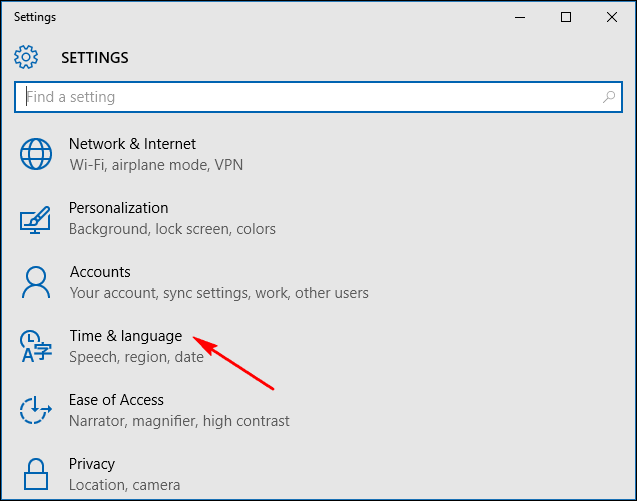 Settings
SETTINGS
Find a setting
Network & Internet
Wi-Fi, airplane mode, VPN
Personalization
Background, lock screen, colors
Accounts
Your account, sync settings, work, other users
A字
Time & language
Speech, region, date
Ease of Access
Narrator, magnifier, high contrast
Privacy
Location, camera